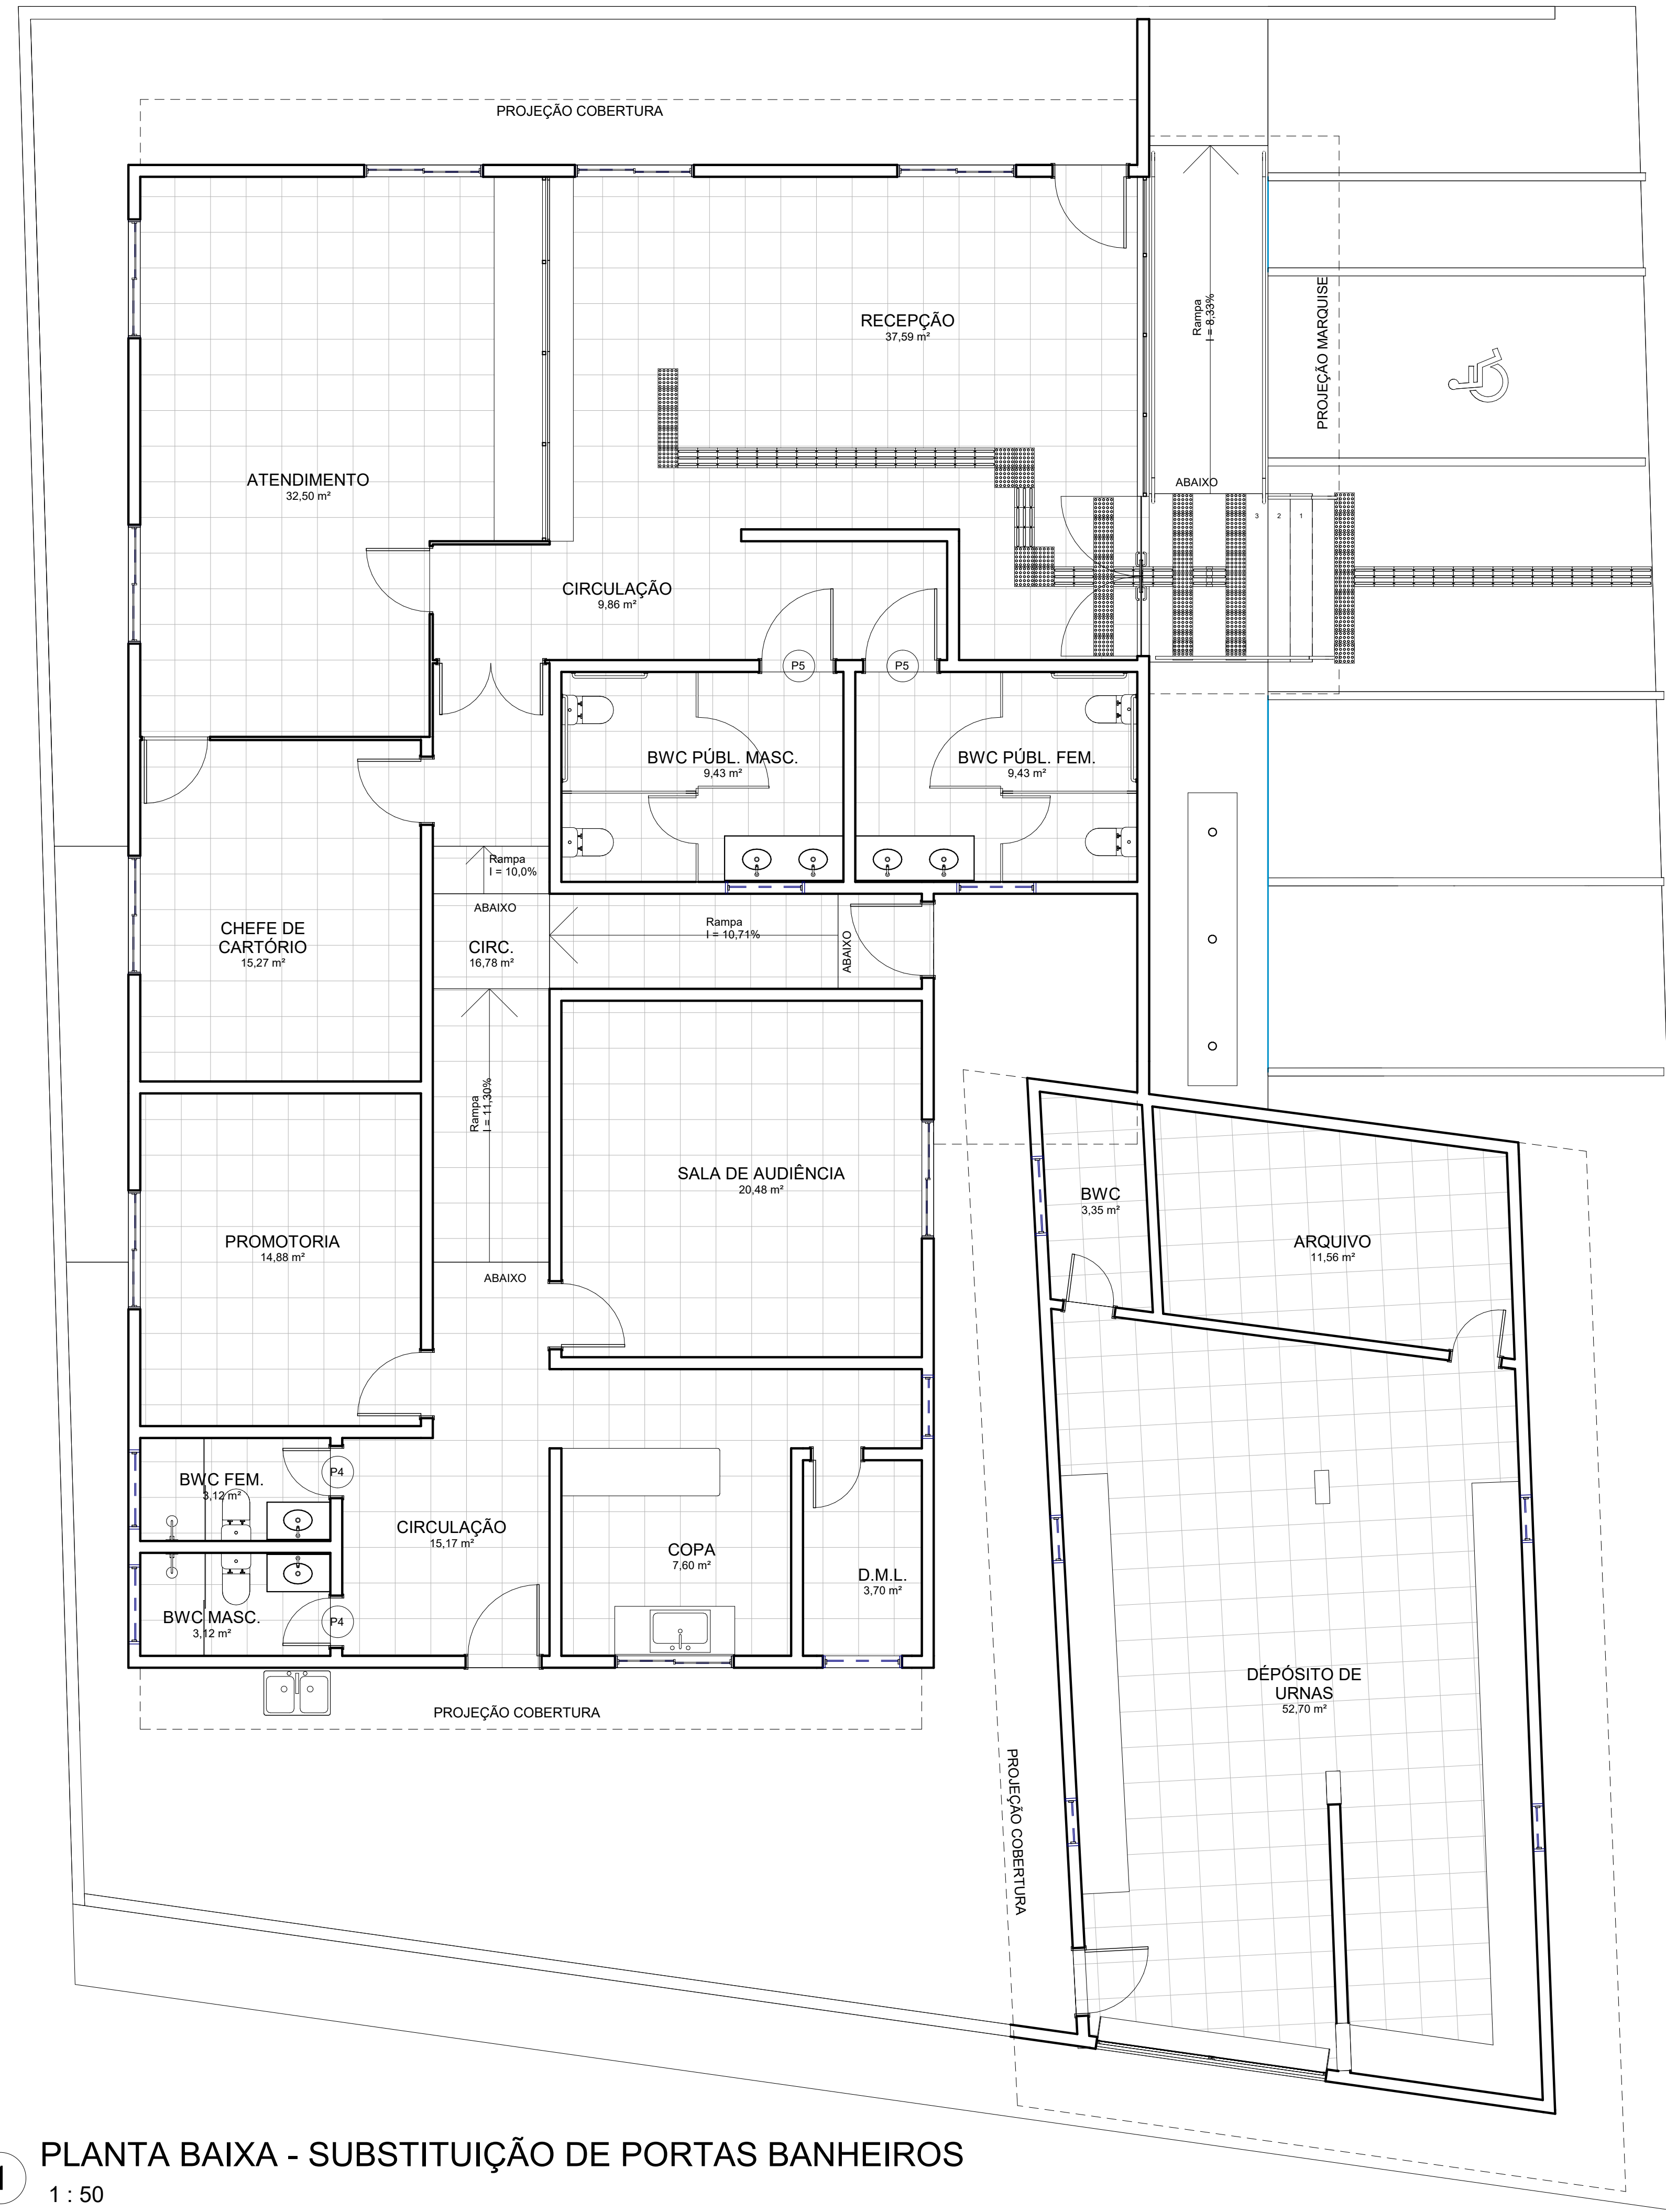 PROJEÇÃO COBERTURA
RECEPÇÃO
37,59 m²
Rampa
I = 8,33%
PROJEÇÃO MARQUISE
ATENDIMENTO
32,50 m²
ABAIXO
3 2 1
CIRCULAÇÃO
9,86 m²
P5
P5
BWC PÚBL. MASC.
9,43 m²
BWC PÚBL. FEM.
9,43 m²
Rampa
I = 10,0%
ABAIXO
CHEFE DE
CARTÓRIO
15,27 m²
CIRC.
16,78 m²
Rampa
I = 10,71%
ABAIXO
Rampa
I = 11,30%
SALA DE AUDIÊNCIA
20,48 m²
BWC
3,35 m²
PROMOTORIA
14,88 m²
ARQUIVO
11,56 m²
ABAIXO
BWC FEM.
3,12 m²
P4
CIRCULAÇÃO
15,17 m²
COPA
7,60 m²
D.M.L.
3,70 m²
BWC MASC.
3,12 m²
P4
DÉPÓSITO DE
URNAS
52,70 m²
PROJEÇÃO COBERTURA
PROJEÇÃO COBERTURA
1
PLANTA BAIXA - SUBSTITUIÇÃO DE PORTAS BANHEIROS
1 : 50